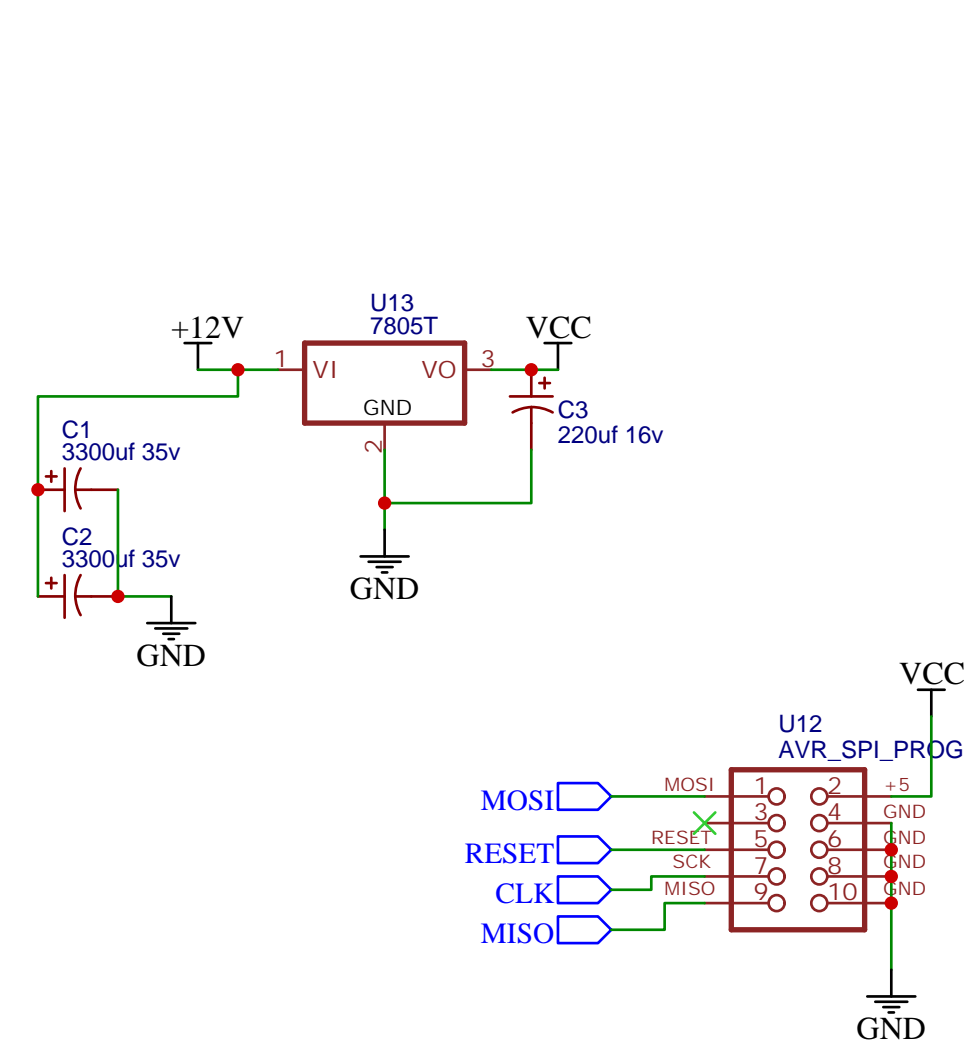 U13
7805T
+12V
VCC
1
VI
VO
3
GND
2
+
C3
220uf 16v
C1
3300uf 35v
+
C2
3300uf 35v
+
GND
GND
VCC
U12
AVR_SPI_PROG
MOSI
MOSI
1
2
+5
3
4
GND
RESET
RESET
5
6
GND
CLK
SCK
7
8
GND
MISO
MISO
9
10
GND
GND